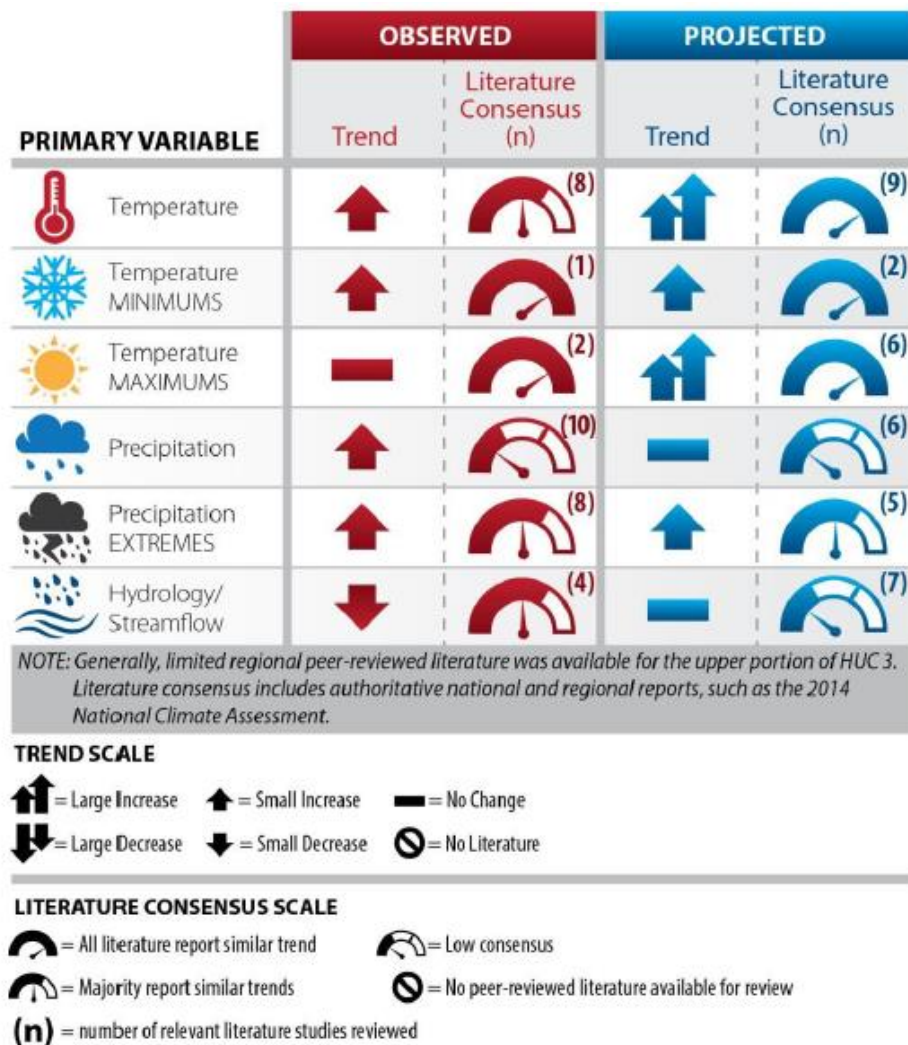 OBSERVED PROJECTED
Literature Literature
Consensus Consensus
PRIMARY VARIABLE Trend (n) Trend (n)
Temperature (8) (9)
Temperature (1) (2)
MINIMUMS
Temperature (2) (6)
MAXIMUMS
Precipitation (10) (6)
Precipitation (8) (5)
EXTREMES
Hydrology/ (4) (7)
Streamflow
NOTE: Generally, limited regional peer-reviewed literature was available for the upper portion of HUC 3.
Literature consensus includes authoritative national and regional reports, such as the 2014
National Climate Assessment.
TREND SCALE
= Large Increase = Small Increase = No Change
= Large Decrease = Small Decrease = No Literature
LITERATURE CONSENSUS SCALE
= All literature report similar trend = Low consensus
= Majority report similar trends = No peer-reviewed literature available for review
(n) = number of relevant literature studies reviewed